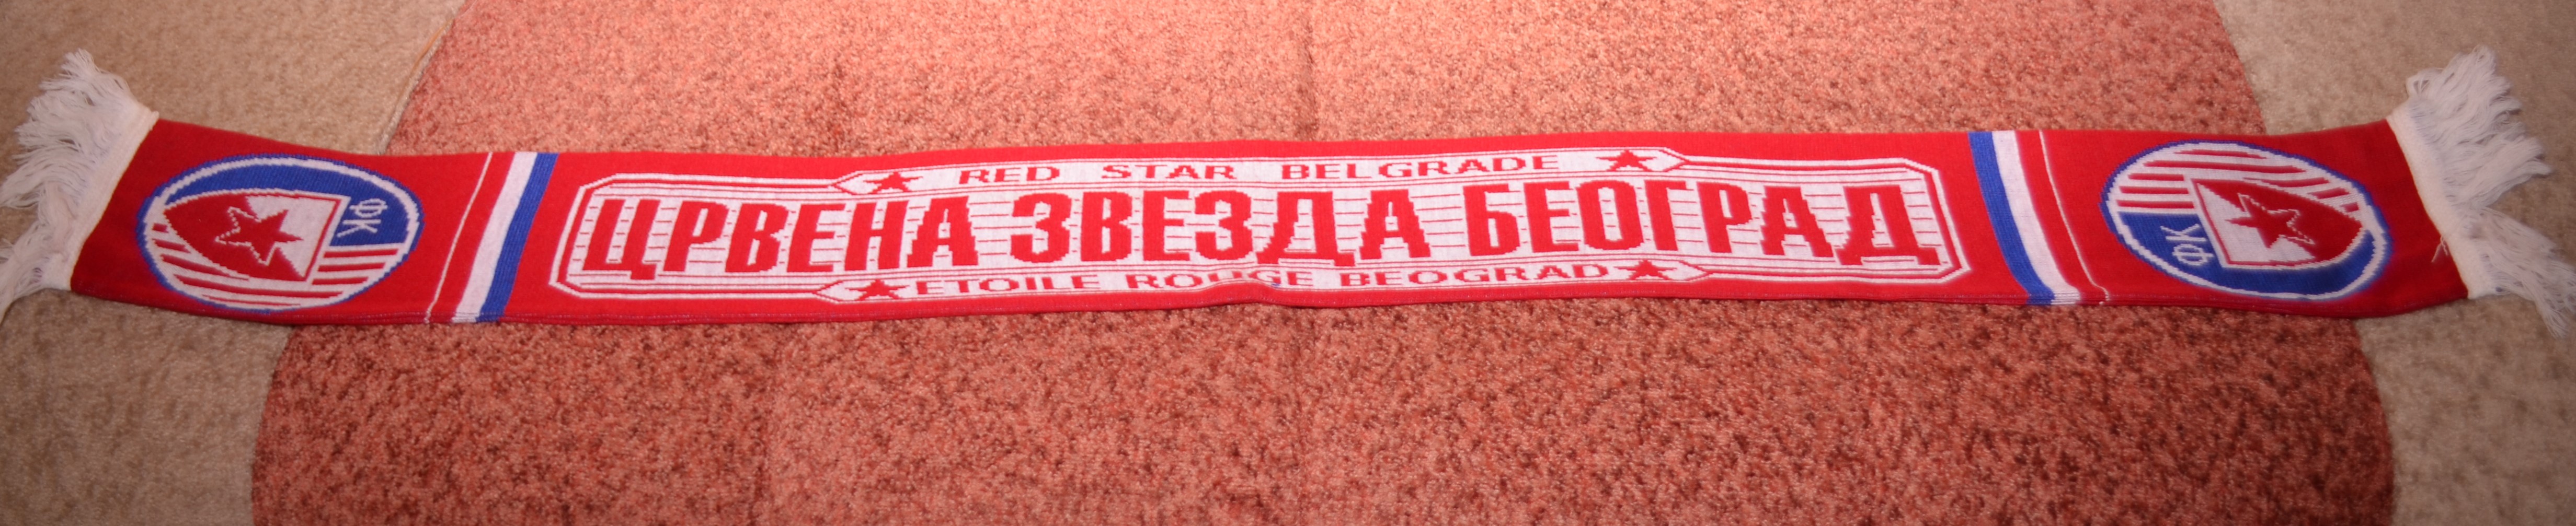 ФК
RED STAR BELGRADE
ЦРВЕНА ЗВЕЗДА БЕОГРАД
ETOILE ROUGE BEOGRAD
ФК